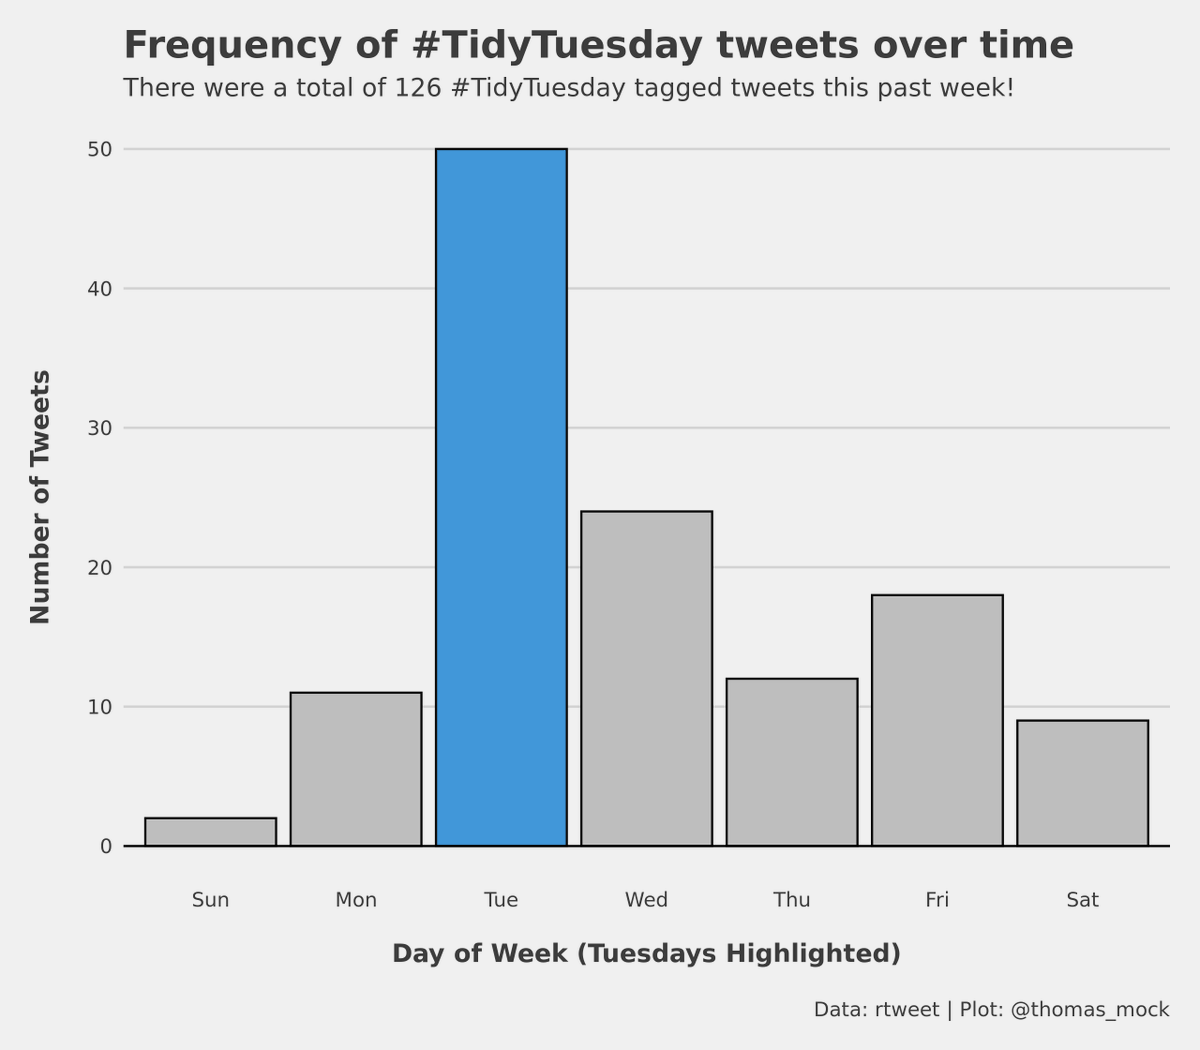 Frequency of #TidyTuesday tweets over time
There were a total of 126 #TidyTuesday tagged tweets this past week!
Number of Tweets
50
40
30
20
10
0
Sun Mon Tue Wed Thu Fri Sat
Day of Week (Tuesdays Highlighted)
Data: rtweet | Plot: @thomas_mock